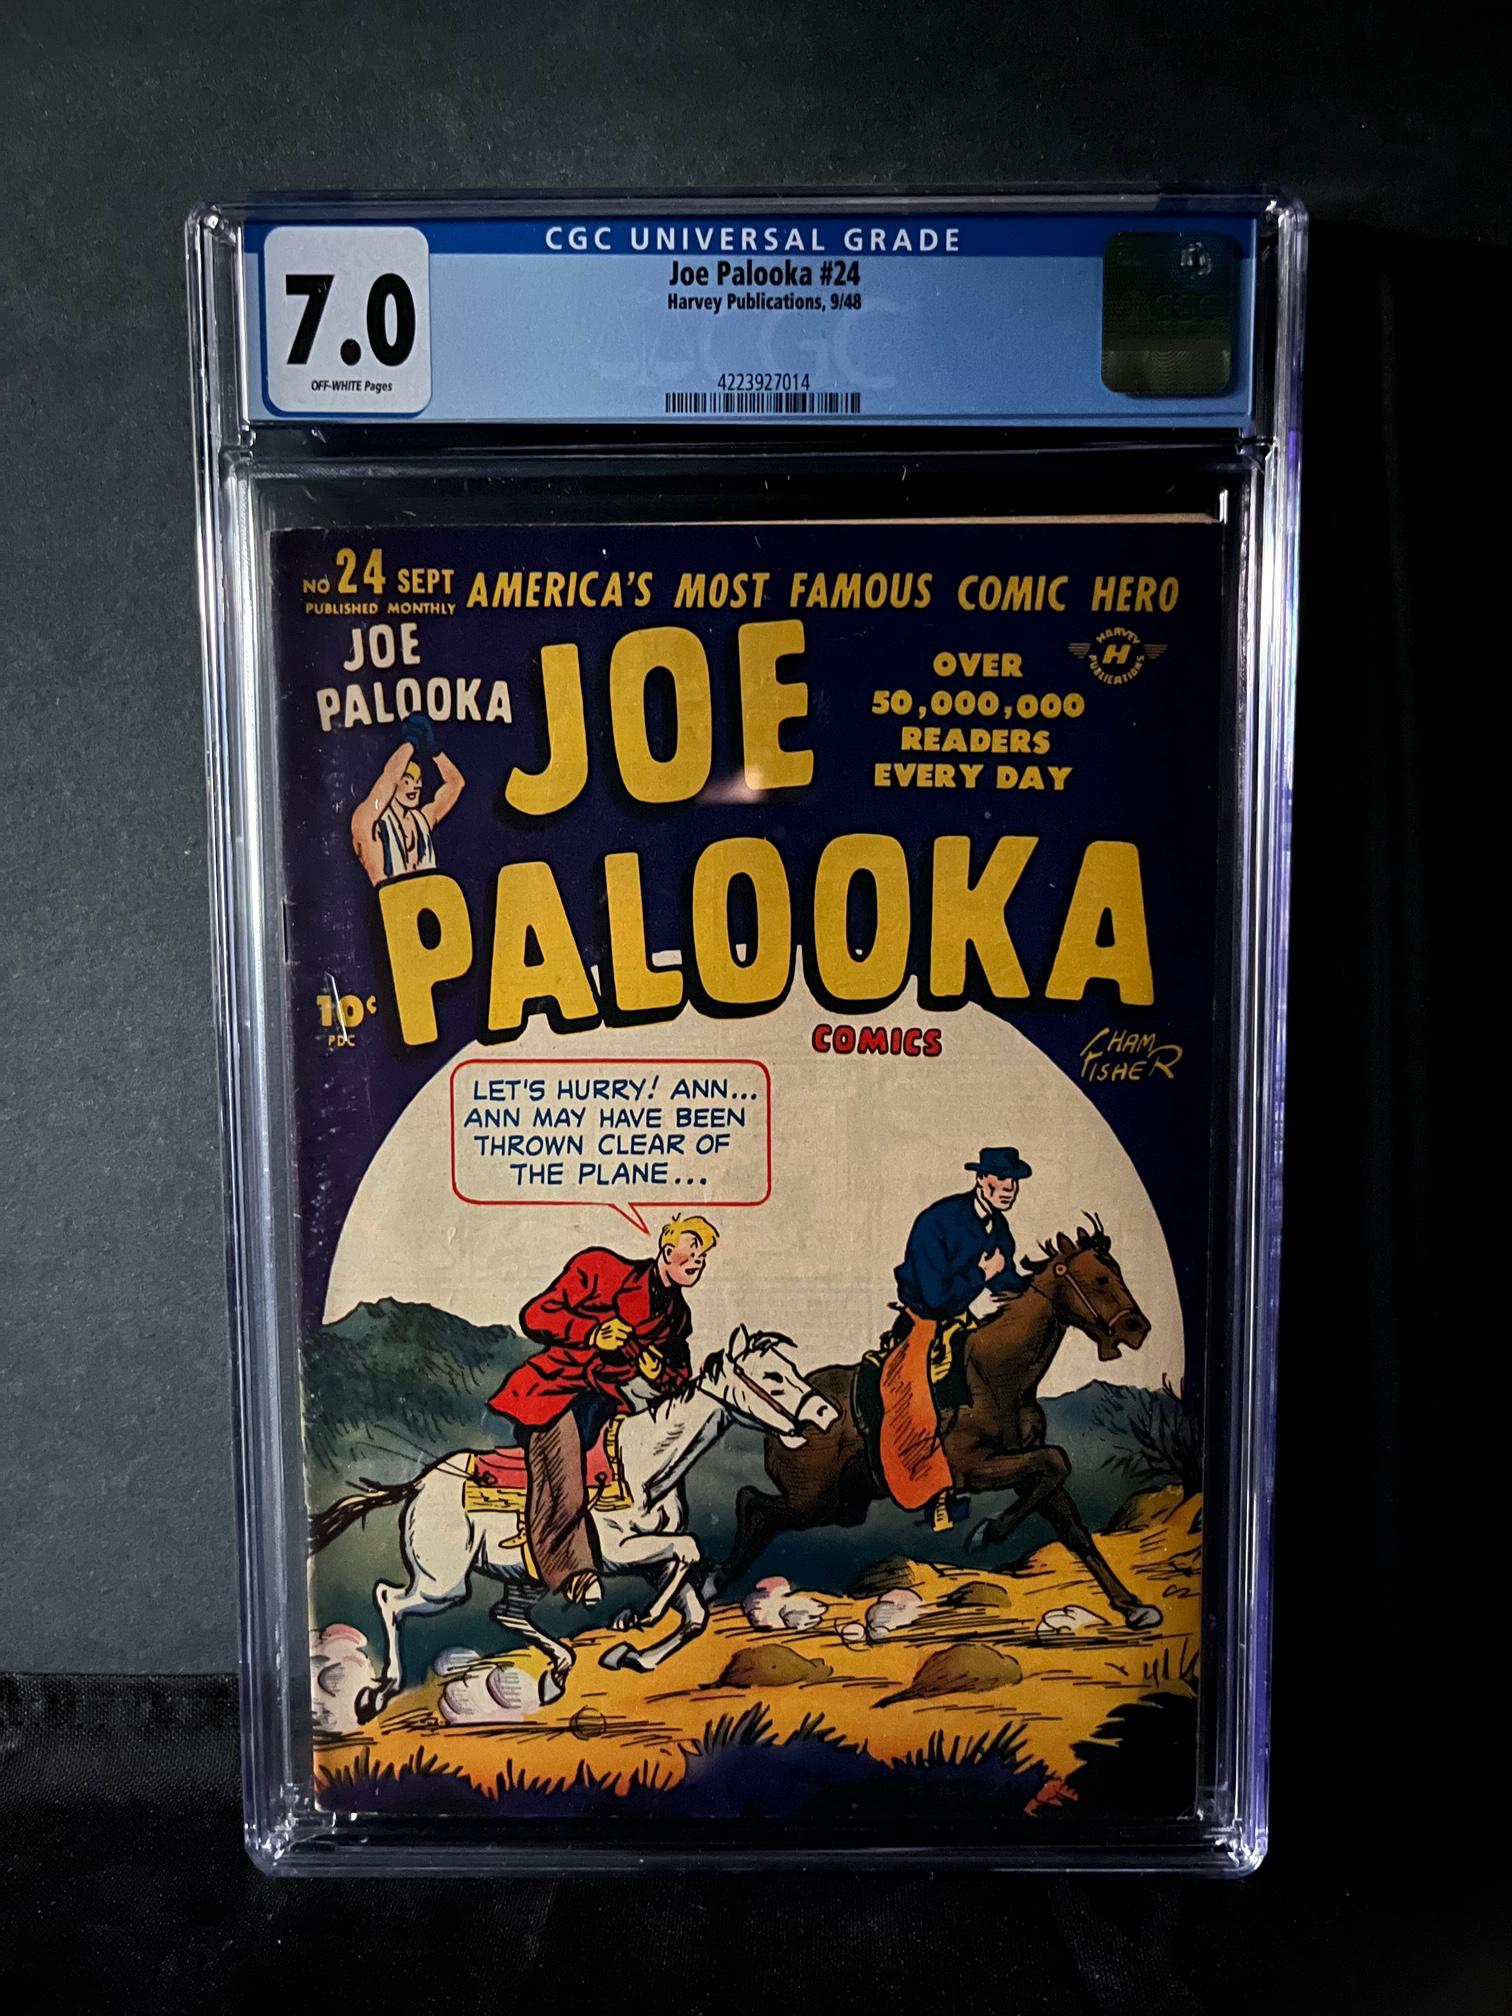 CGC UNIVERSAL GRADE
7.0
OFF-WHITE Pages
Joe Palooka #24
Harvey Publications, 9/48
CGC
4223927014
CGC
NO 24 SEPT
PUBLISHED MONTHLY
AMERICA'S MOST FAMOUS COMIC HERO
JOE
PALOOKA
JOE
PALOOKA
COMICS
OVER
50,000,000
READERS
EVERY DAY
HARVEY
H
PUBLICATIONS
10¢
PDC
HAM
FISHER
LET'S HURRY! ANN...
ANN MAY HAVE BEEN
THROWN CLEAR OF
THE PLANE...